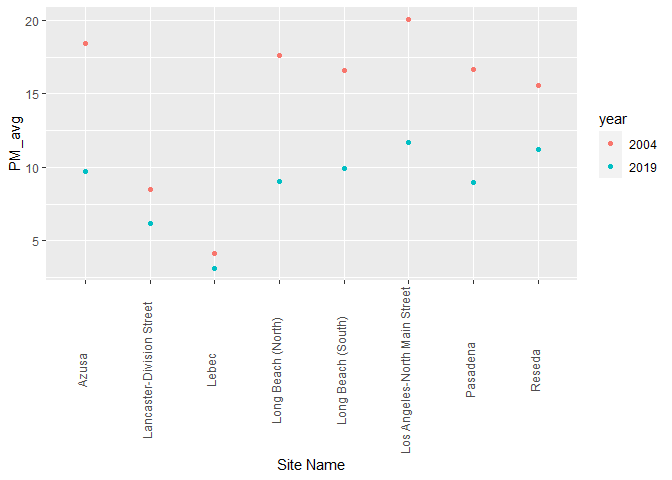 PM_avg
20
15
10
5
Azusa
Lancaster-Division Street
Lebec
Long Beach (North)
Long Beach (South)
Los Angeles-North Main Street
Pasadena
Reseda
Site Name
year
2004
2019